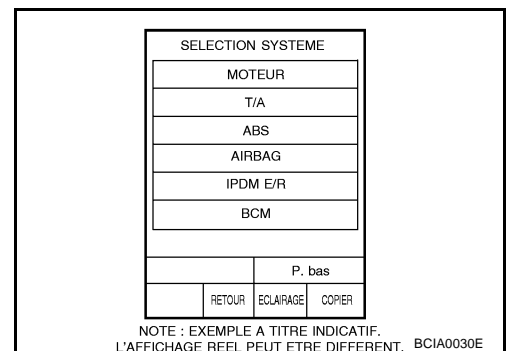 SELECTION SYSTEME
MOTEUR
T/A
ABS
AIRBAG
IPDM E/R
BCM
P. bas
RETOUR ECLAIRAGE COPIER
NOTE : EXEMPLE A TITRE INDICATIF.
L'AFFICHAGE REEL PEUT ETRE DIFFERENT. BCIA0030E